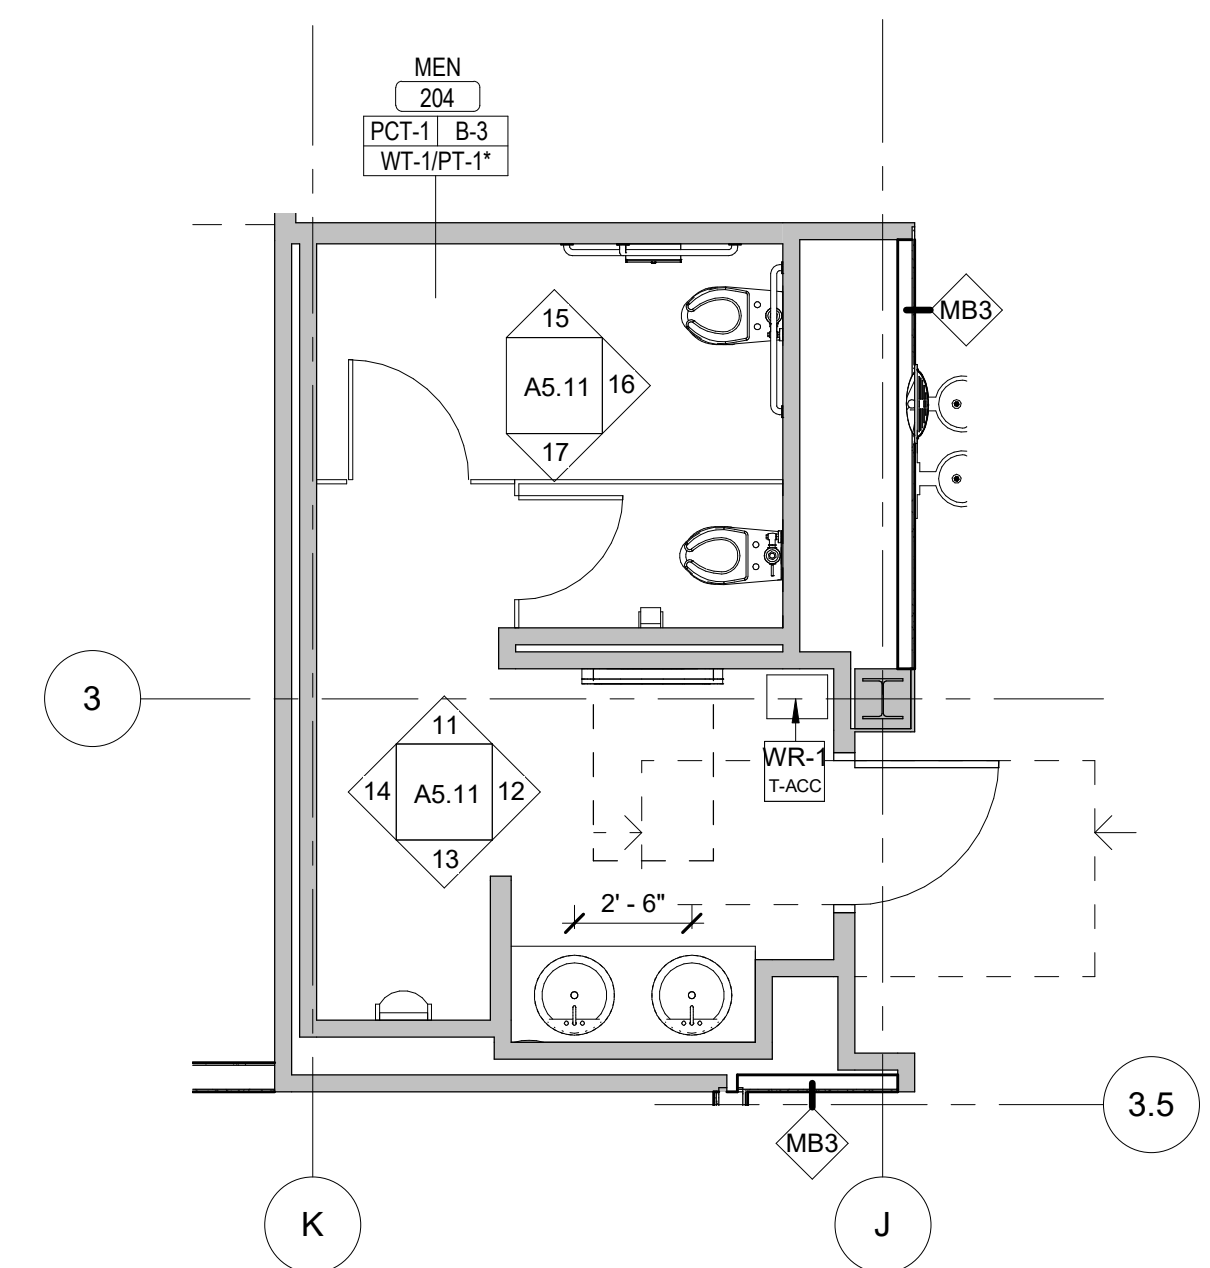 MEN
204
PCT-1 B-3
WT-1/PT-1*
MB3
15
A5.11 16
17
3
11
14 A5.11 12
13
WR-1
T-ACC
2' - 6"
3.5
MB3
K J